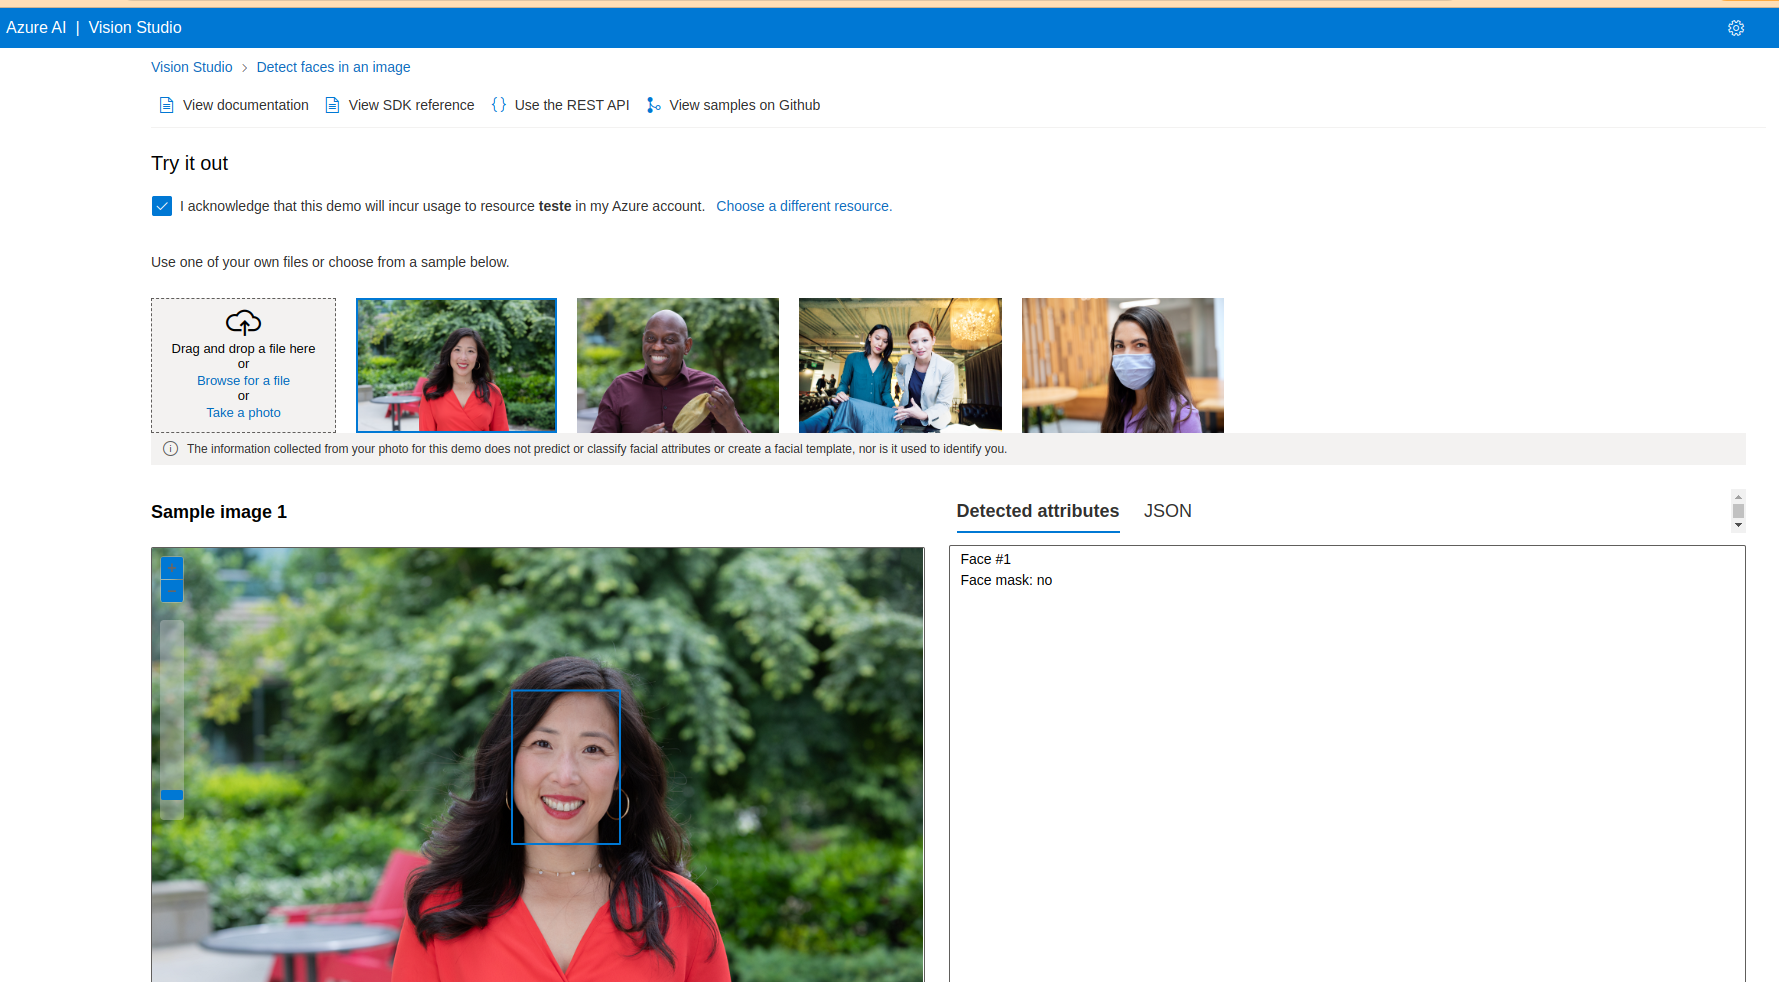 Azure AI | Vision Studio
Vision Studio > Detect faces in an image
View documentation View SDK reference Use the REST API View samples on Github
Try it out
I acknowledge that this demo will incur usage to resource teste in my Azure account. Choose a different resource.
Use one of your own files or choose from a sample below.
Drag and drop a file here
or
Browse for a file
or
Take a photo
The information collected from your photo for this demo does not predict or classify facial attributes or create a facial template, nor is it used to identify you.
Sample image 1
Detected attributes JSON
Face #1
Face mask: no